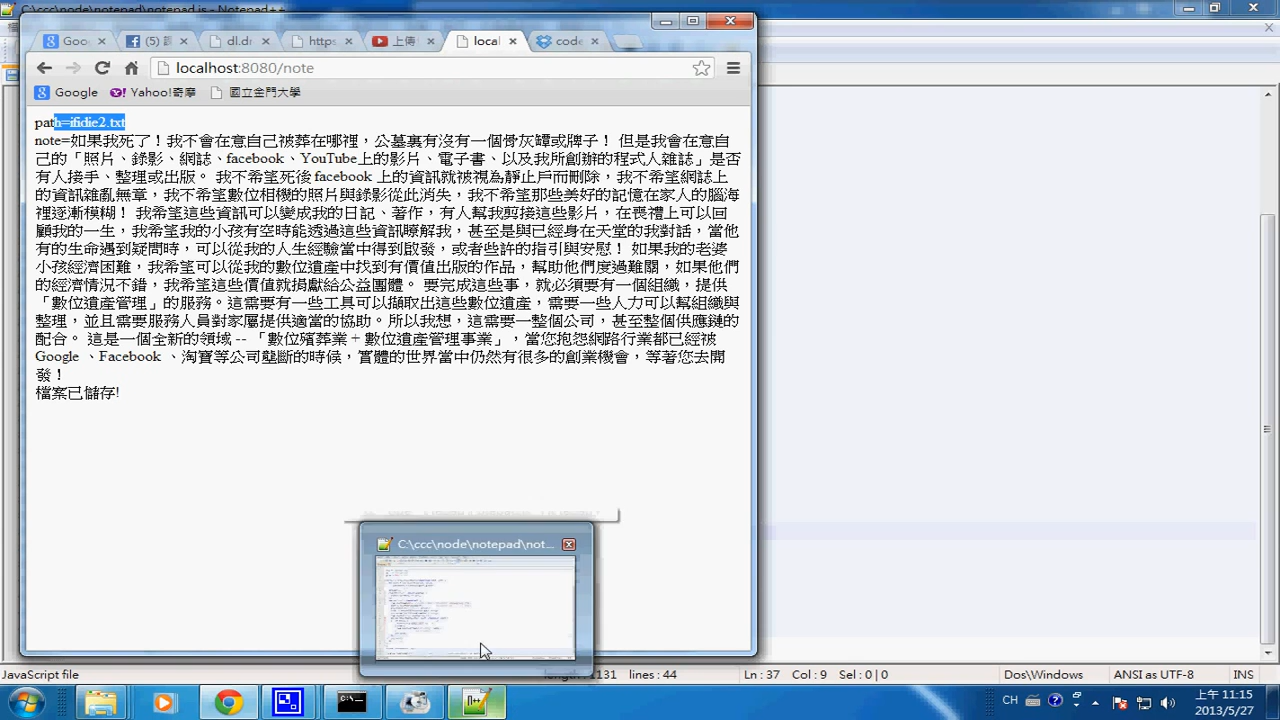 C:\ccc\node\notepad\notepad.js - Notepad++
Goo
(5) 
dl.dr
https
上傳
local
code
localhost:8080/note
Google
Yahoo!奇摩
國立金門大學
path=ifidie2.txt
note=如果我死了！我不會在意自己被葬在哪裡，公墓裏有沒有一個骨灰罈或牌子！ 但是我會在意自
己的「照片、錄影、網誌、facebook、YouTube上的影片、電子書、以及我所創辦的程式人雜誌」是否
有人接手、整理或出版。 我不希望死後 facebook 上的資訊就被視為靜止戶而刪除，我不希望網誌上
的資訊雜亂無章，我不希望數位相機的照片與錄影從此消失，我不希望那些美好的記憶在家人的腦海
裡逐漸模糊！ 我希望這些資訊可以變成我的日記、著作，有人幫我剪接這些影片，在喪禮上可以回
顧我的一生，我希望我的小孩有空時能透過這些資訊瞭解我，甚至是與已經身在天堂的我對話，當他
有的生命遇到疑問時，可以從我的人生經驗當中得到啟發，或者些許的指引與安慰！ 如果我的老婆
小孩經濟困難，我希望可以從我的數位遺產中找到有價值出版的作品，幫助他們度過難關，如果他們
的經濟情況不錯，我希望這些價值就捐獻給公益團體。 要完成這些事，就必須要有一個組織，提供
「數位遺產管理」的服務。這需要有一些工具可以擷取出這些數位遺產，需要一些人力可以幫組織與
整理，並且需要服務人員對家屬提供適當的協助。所以我想，這需要一整個公司，甚至整個供應鏈的
配合。 這是一個全新的領域 -- 「數位殯葬業 + 數位遺產管理事業」，當您抱怨網路行業都已經被
Google 、Facebook 、淘寶等公司壟斷的時候，實體的世界當中仍然有很多的創業機會，等著您去開
發！
檔案已儲存!
C:\ccc\node\notepad\not...
JavaScript file
1131 lines : 44
Ln : 37 Col : 9 Sel : 0 | 0
Dos\Windows
ANSI as UTF-8
INS
CH
上午 11:15
2013/5/27